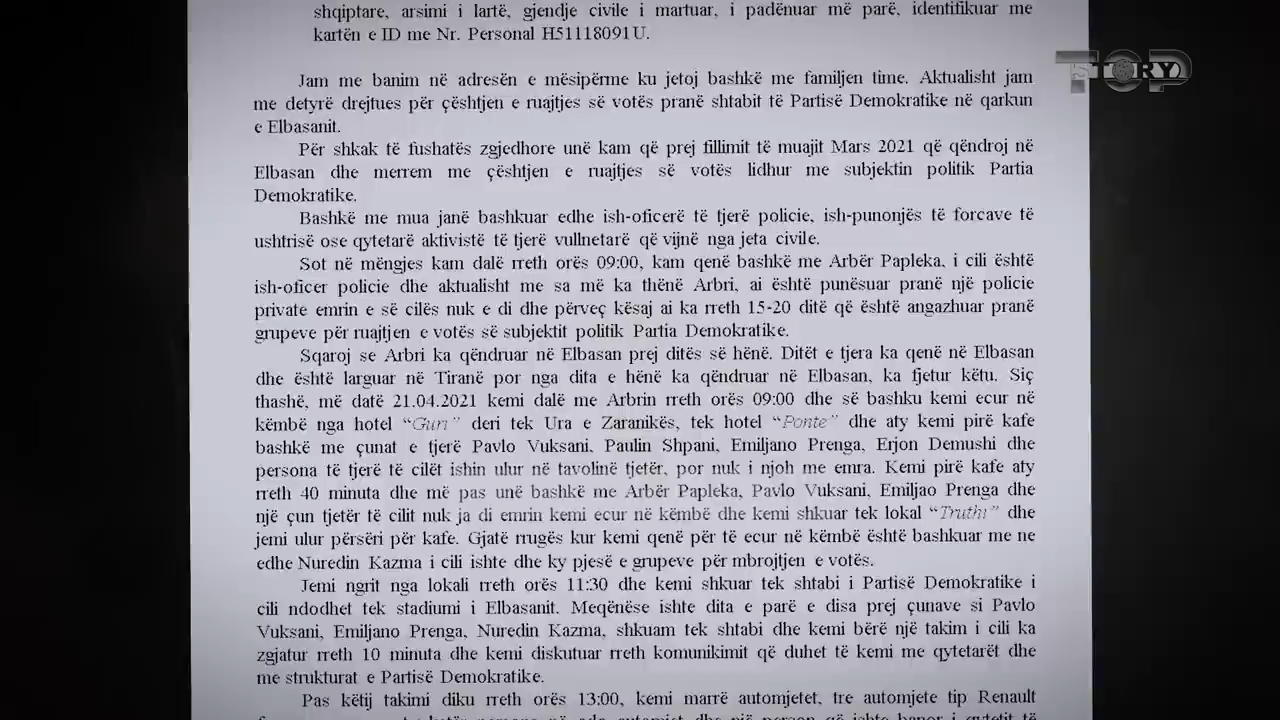 shqiptare, arsimi i lartë, gjendje civile i martuar, i padënuar më parë, identifikuar me
kartën e ID me Nr. Personal H51118091U.
TOP
STORY
Jam me banim në adresën e mësipërme ku jetoj bashkë me familjen time. Aktualisht jam
me detyrë drejtues për çështjen e ruajtjes së votës pranë shtabit të Partisë Demokratike në qarkun
e Elbasanit.
Për shkak të fushatës zgjedhore unë kam që prej fillimit të muajit Mars 2021 që qëndroj në
Elbasan dhe merrem me çështjen e ruajtjes së votës lidhur me subjektin politik Partia
Demokratike.
Bashkë me mua janë bashkuar edhe ish-oficerë të tjerë policie, ish-punonjës të forcave të
ushtrisë ose qytetarë aktivistë të tjerë vullnetarë që vijnë nga jeta civile.
Sot në mëngjes kam dalë rreth orës 09:00, kam qenë bashkë me Arbër Papleka, i cili është
ish-oficer policie dhe aktualisht me sa më ka thënë Arbri, ai është punësuar pranë një policie
private emrin e së cilës nuk e di dhe përveç kësaj ai ka rreth 15-20 ditë që është angazhuar pranë
grupeve për ruajtjen e votës së subjektit politik Partia Demokratike.
Sqaroj se Arbri ka qëndruar në Elbasan prej ditës së hënë. Ditët e tjera ka qenë në Elbasan
dhe është larguar në Tiranë por nga dita e hënë ka qëndruar në Elbasan, ka fjetur këtu. Siç
thashë, më datë 21.04.2021 kemi dalë me Arbrin rreth orës 09:00 dhe së bashku kemi ecur në
këmbë nga hotel “Guri” deri tek Ura e Zaranikës, tek hotel “Ponte” dhe aty kemi pirë kafe
bashkë me çunat e tjerë Pavlo Vuksani, Paulin Shpani, Emiljano Prenga, Erjon Demushi dhe
persona të tjerë të cilët ishin ulur në tavolinë tjetër, por nuk i njoh me emra. Kemi pirë kafe aty
rreth 40 minuta dhe më pas unë bashkë me Arbër Papleka, Pavlo Vuksani, Emiljao Prenga dhe
një çun tjetër të cilit nuk ja di emrin kemi ecur në këmbë dhe kemi shkuar tek lokal “Truthi” dhe
jemi ulur përsëri për kafe. Gjatë rrugës kur kemi qenë për të ecur në këmbë është bashkuar me ne
edhe Nuredin Kazma i cili ishte dhe ky pjesë e grupeve për mbrojtjen e votës.
Jemi ngrit nga lokali rreth orës 11:30 dhe kemi shkuar tek shtabi i Partisë Demokratike i
cili ndodhet tek stadiumi i Elbasanit. Meqënëse ishte dita e parë e disa prej çunave si Pavlo
Vuksani, Emiljano Prenga, Nuredin Kazma, shkuam tek shtabi dhe kemi bërë një takim i cili ka
zgjatur rreth 10 minuta dhe kemi diskutuar rreth komunikimit që duhet të kemi me qytetarët dhe
me strukturat e Partisë Demokratike.
Pas këtij takimi diku rreth orës 13:00, kemi marrë automjetet, tre automjete tip Renault